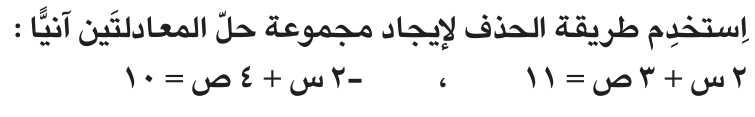 اِستخدِم طريقة الحذف لإيجاد مجموعة حلّ المعادلتَين آنيًّا :
٢ س + ٣ ص = ١١ ، -٢ س + ٤ ص = ١٠